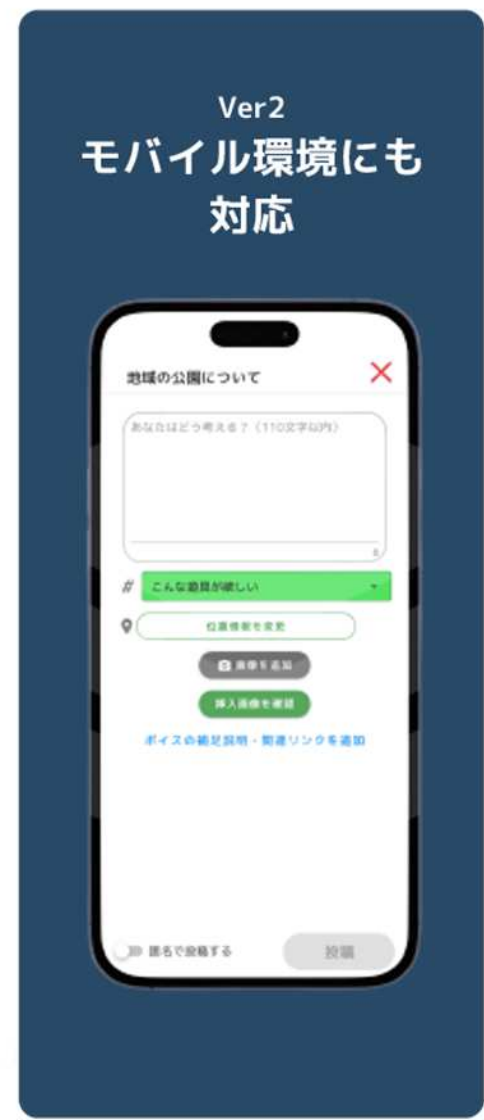 Ver2
モバイル環境にも
対応
地域の公園について
あなたはどう考える？（110文字以内）
# こんな遊具が欲しい
位置情報を変更
画像を追加
挿入画像を確認
ボイスの補足説明・関連リンクを追加
匿名で投稿する
投稿